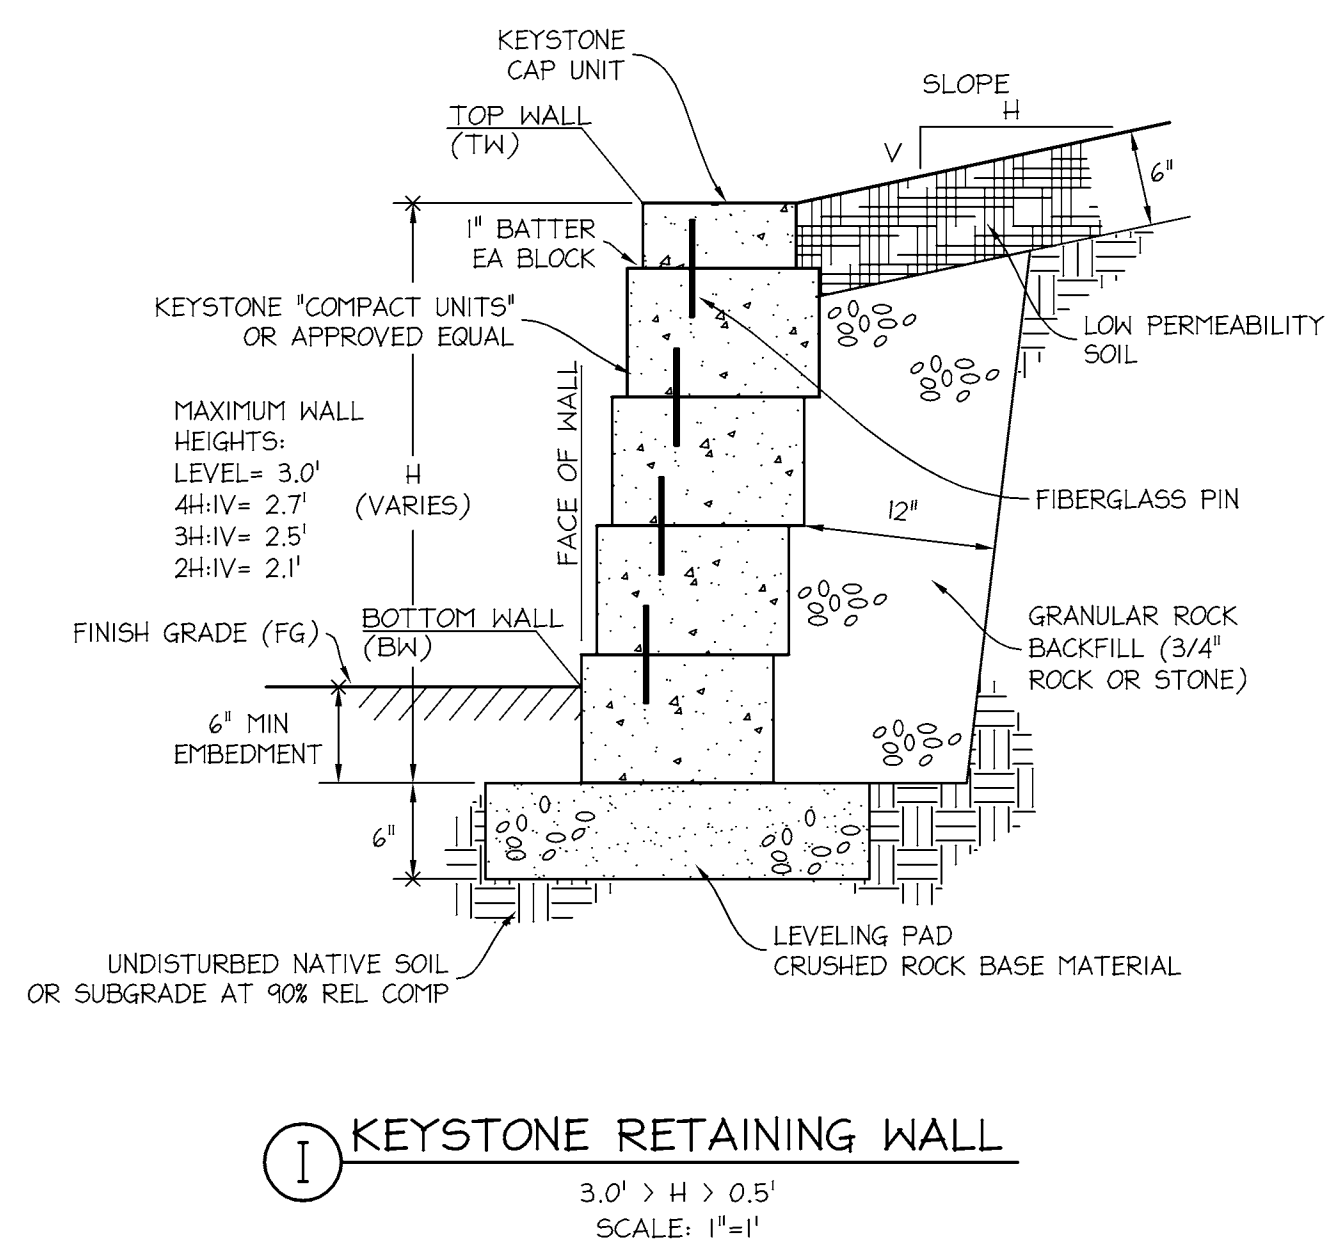 KEYSTONE
CAP UNIT
SLOPE
H
V
TOP WALL
(TW)
6"
1" BATTER
EA BLOCK
KEYSTONE "COMPACT UNITS"
OR APPROVED EQUAL
LOW PERMEABILITY
SOIL
FACE OF WALL
MAXIMUM WALL
HEIGHTS:
LEVEL= 3.0'
4H:1V= 2.7'
3H:1V= 2.5'
2H:1V= 2.1'
H
(VARIES)
FIBERGLASS PIN
12"
BOTTOM WALL
(BW)
FINISH GRADE (FG)
GRANULAR ROCK
BACKFILL (3/4"
ROCK OR STONE)
6" MIN
EMBEDMENT
6"
LEVELING PAD
CRUSHED ROCK BASE MATERIAL
UNDISTURBED NATIVE SOIL
OR SUBGRADE AT 90% REL COMP
1
KEYSTONE RETAINING WALL
3.0' > H > 0.5'
SCALE: 1"=1'